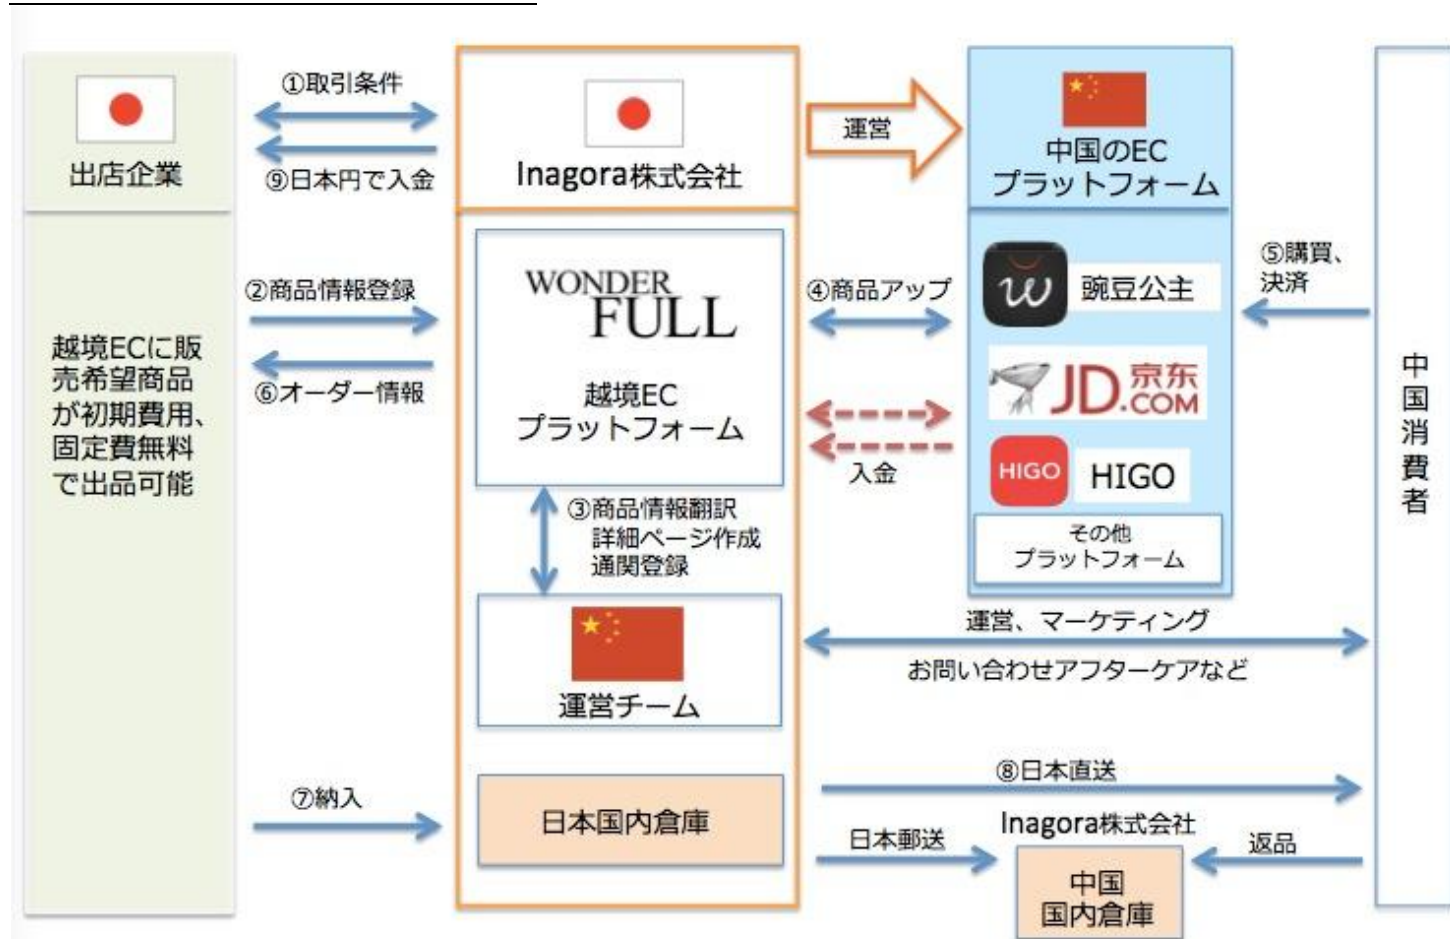 出店企業
越境ECに販
売希望商品
が初期費用、
固定費無料
で出品可能
①取引条件
⑨日本円で入金
②商品情報登録
⑥オーダー情報
⑦納入
Inagora株式会社
WONDER
FULL
越境EC
プラットフォーム
③商品情報翻訳
詳細ページ作成
通関登録
運営チーム
日本国内倉庫
運営
④商品アップ
入金
中国のEC
プラットフォーム
w
豌豆公主
JD京东
.COM
HIGO
HIGO
その他
プラットフォーム
⑤購買、
決済
運営、マーケティング
お問い合わせアフターケアなど
⑧日本直送
日本郵送
Inagora株式会社
中国
国内倉庫
返品
中国消費者